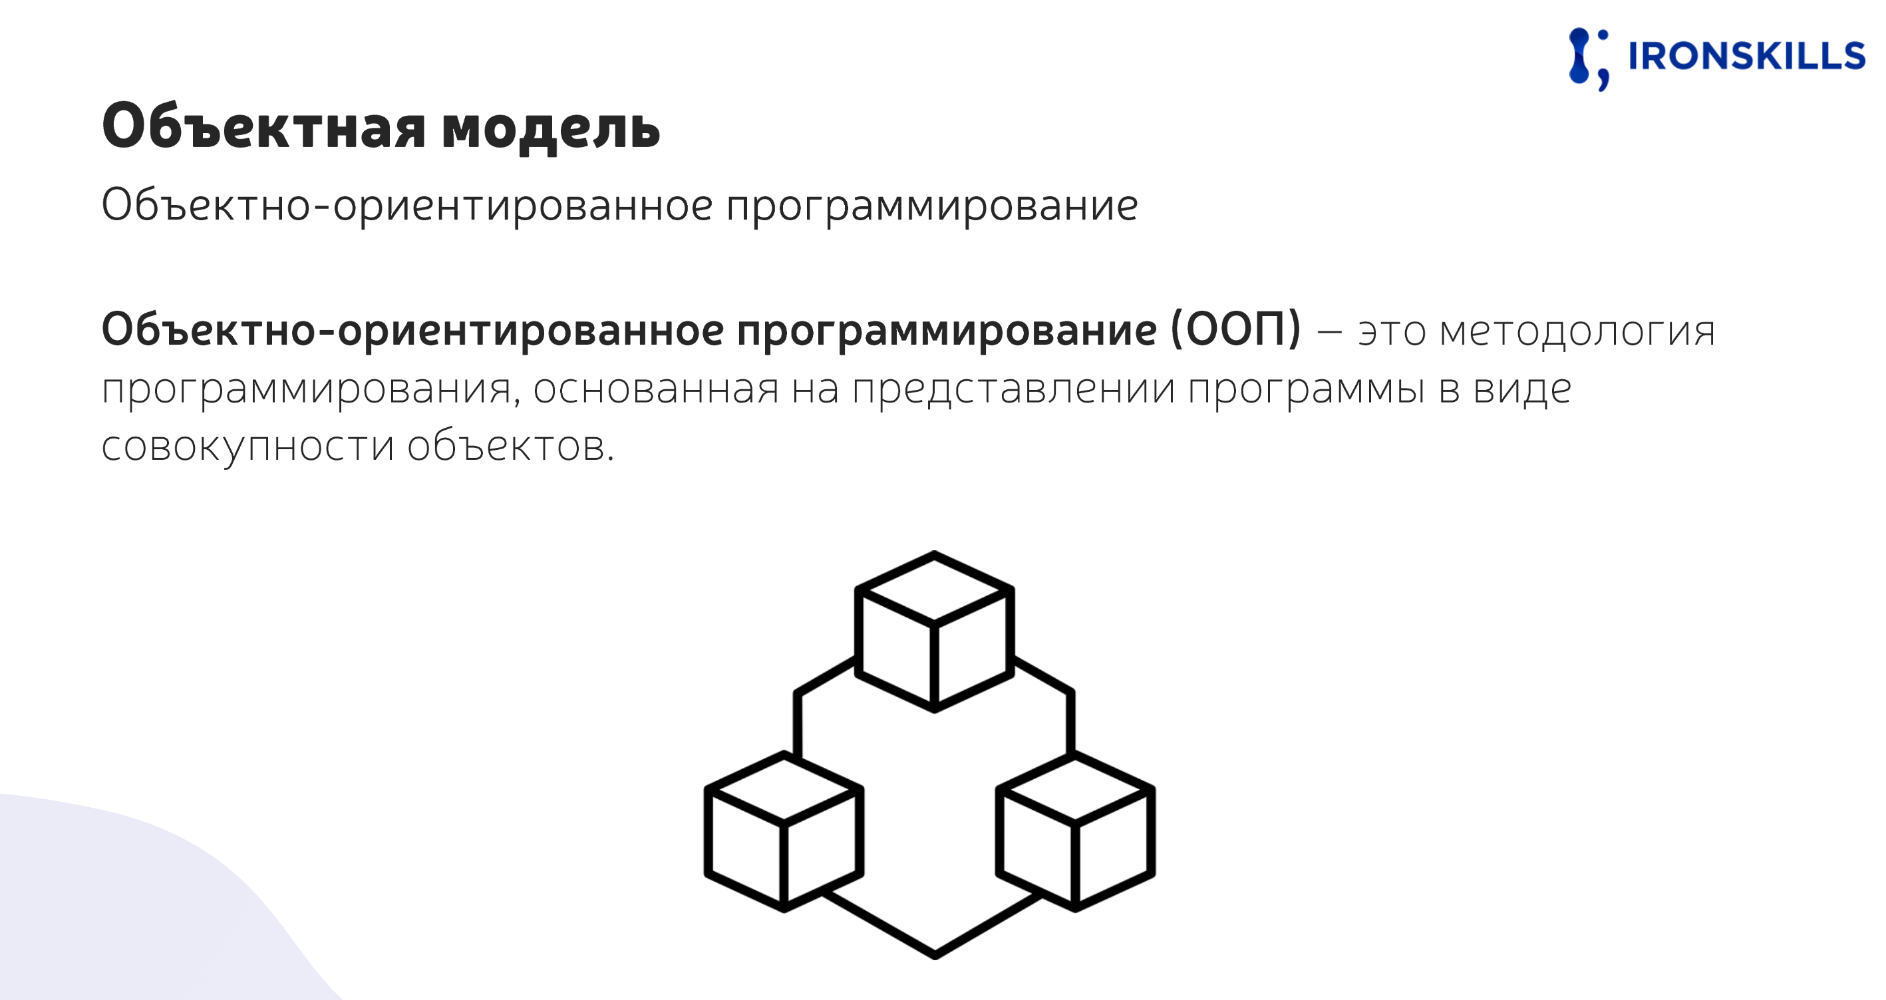 IRONSKILLS
Объектная модель
Объектно-ориентированное программирование
Объектно-ориентированное программирование (ООП) – это методология
программирования, основанная на представлении программы в виде
совокупности объектов.